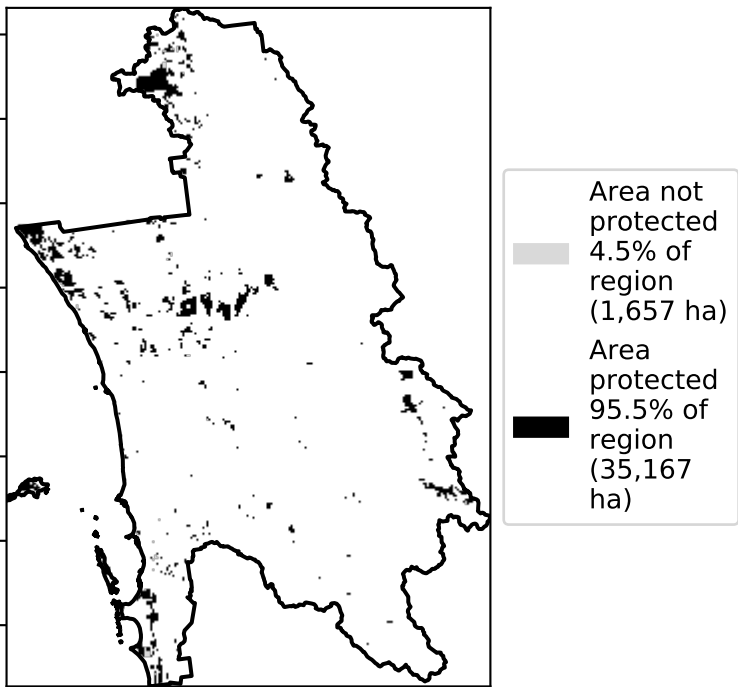 Area not
protected
4.5% of
region
(1,657 ha)
Area
protected
95.5% of
region
(35,167
ha)